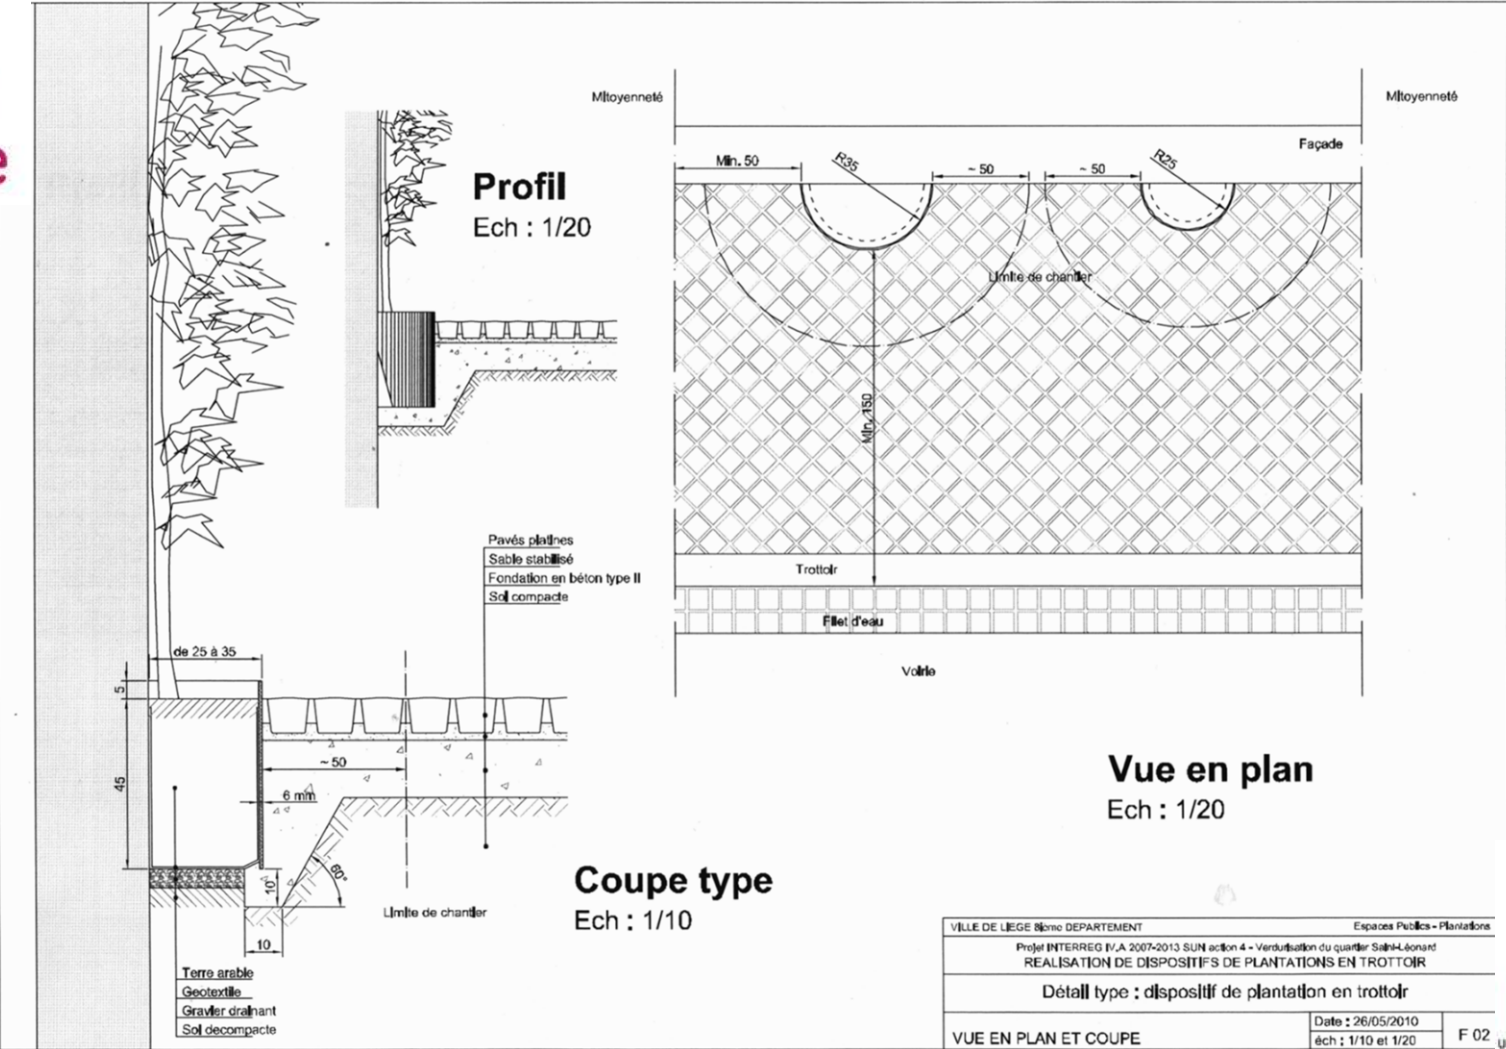 e
Profil
Ech : 1/20
Mitoyenneté
Mitoyenneté
Façade
Min. 50
R35
~ 50
~ 50
R25
Limite de chantier
Min. 150
Trottoir
Filet d'eau
Voirie
Pavés platines
Sable stabilisé
Fondation en béton type II
Sol compacte
de 25 à 35
5
45
~ 50
6 mm
60°
10
10
Limite de chantier
Terre arable
Geotextile
Gravier drainant
Sol decompacte
Coupe type
Ech : 1/10
Vue en plan
Ech : 1/20
VILLE DE LIEGE 8ieme DEPARTEMENT Espaces Publics - Plantations
Projet INTERREG IV.A 2007-2013 SUN action 4 - Verdurisation du quartier Saint-Léonard
REALISATION DE DISPOSITIFS DE PLANTATIONS EN TROTTOIR
Détail type : dispositif de plantation en trottoir
VUE EN PLAN ET COUPE
Date : 26/05/2010
éch : 1/10 et 1/20
F 02